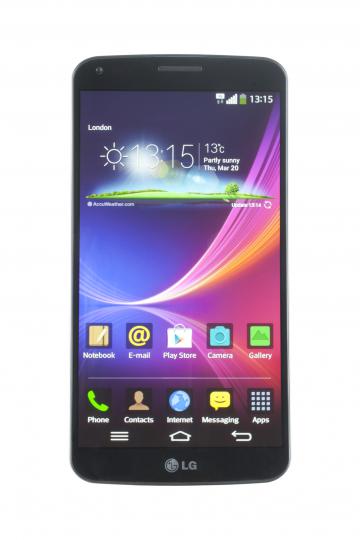 13:15
London
13:15
13°c
Partly sunny
Thu, Mar 20
AccuWeather.com
Update 13:14
Notebook
E-mail
Play Store
Camera
Gallery
Phone
Contacts
Internet
Messaging
Apps
LG